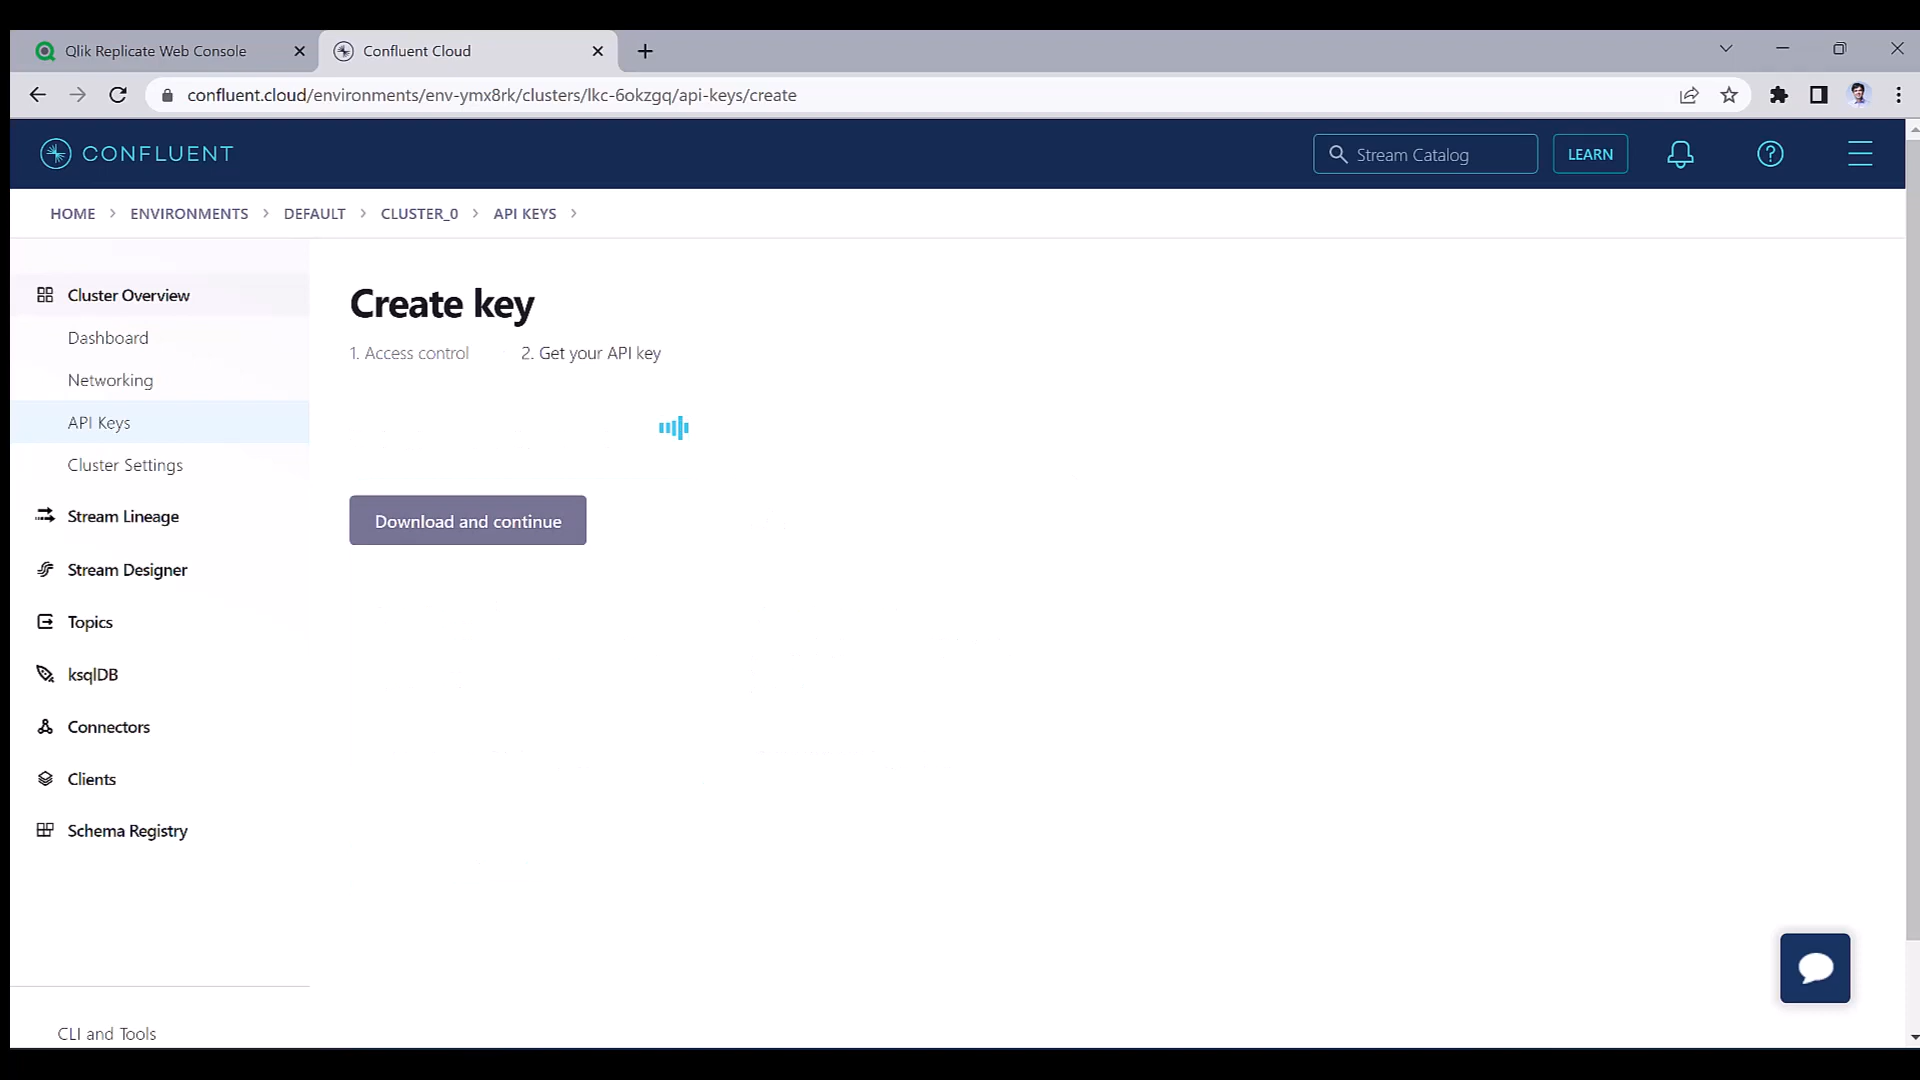 Qlik Replicate Web Console
Confluent Cloud
confluent.cloud/environments/env-ymx8rk/clusters/lkc-6okzgq/api-keys/create
CONFLUENT
Stream Catalog
LEARN
HOME > ENVIRONMENTS > DEFAULT > CLUSTER_0 > API KEYS >
Cluster Overview
Dashboard
Networking
API Keys
Cluster Settings
Stream Lineage
Stream Designer
Topics
ksqlDB
Connectors
Clients
Schema Registry
CLI and Tools
Create key
1. Access control
2. Get your API key
Download and continue